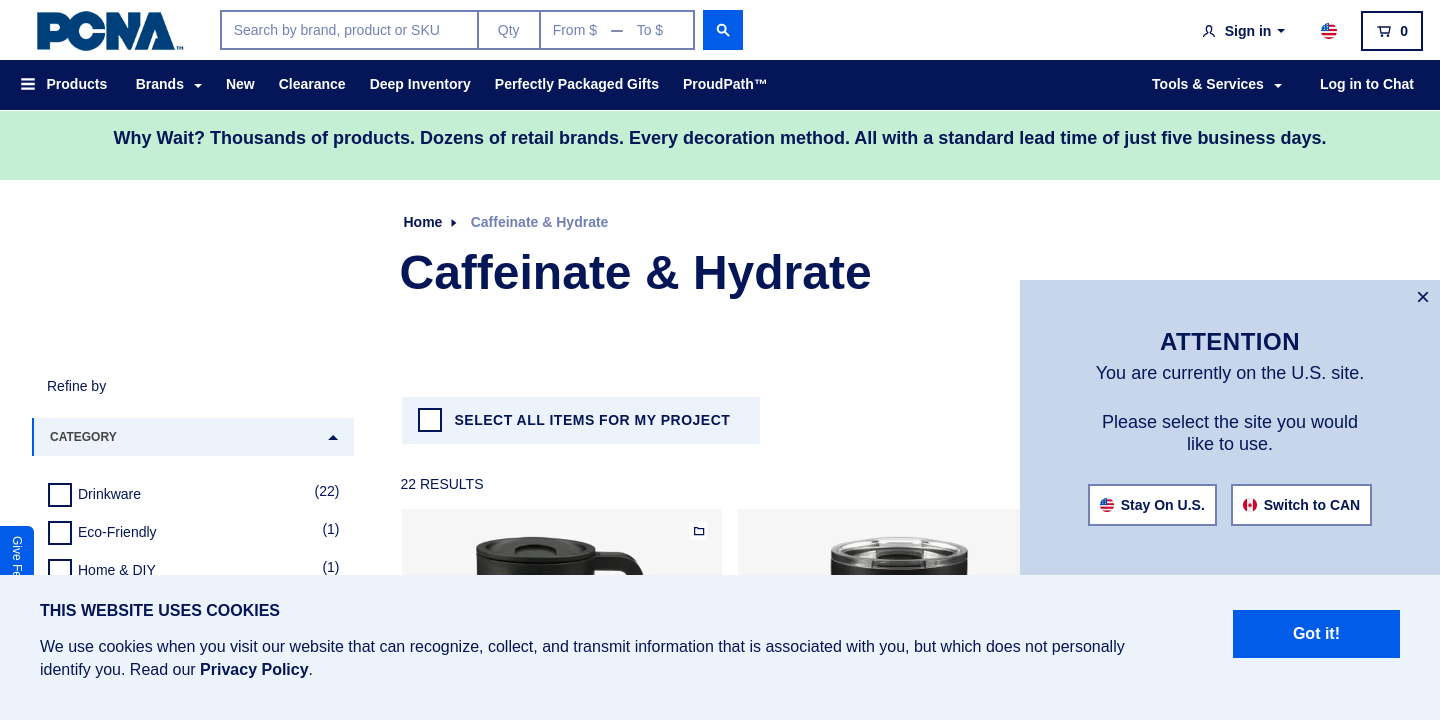 PCNA™
Search by brand, product or SKU
Qty
From $ — To $
Sign in
0
Products
Brands
New
Clearance
Deep Inventory
Perfectly Packaged Gifts
ProudPath™
Tools & Services
Log in to Chat
Why Wait? Thousands of products. Dozens of retail brands. Every decoration method. All with a standard lead time of just five business days.
Home
Caffeinate & Hydrate
Caffeinate & Hydrate
ATTENTION
You are currently on the U.S. site.
Please select the site you would
like to use.
Stay On U.S.
Switch to CAN
Refine by
CATEGORY
Drinkware (22)
Eco-Friendly (1)
Home & DIY (1)
SELECT ALL ITEMS FOR MY PROJECT
22 RESULTS
Give
THIS WEBSITE USES COOKIES
We use cookies when you visit our website that can recognize, collect, and transmit information that is associated with you, but which does not personally
identify you. Read our Privacy Policy.
Got it!